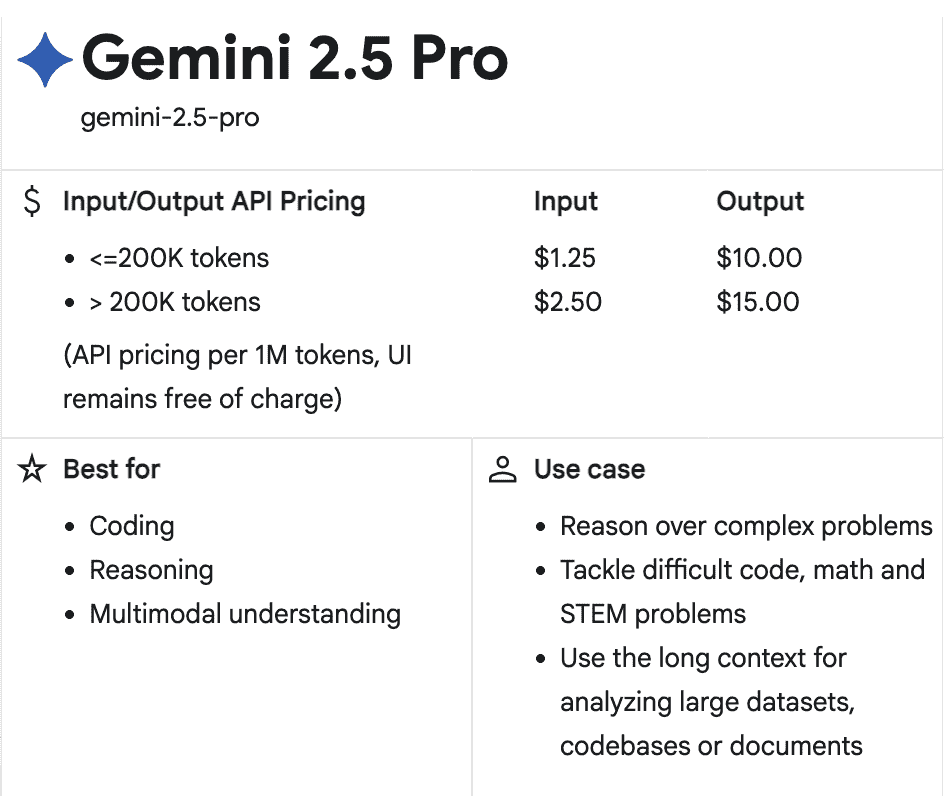 Gemini 2.5 Pro
gemini-2.5-pro
$ Input/Output API Pricing Input Output
• <=200K tokens $1.25 $10.00
• > 200K tokens $2.50 $15.00
(API pricing per 1M tokens, UI
remains free of charge)
Best for
• Coding
• Reasoning
• Multimodal understanding
Use case
• Reason over complex problems
• Tackle difficult code, math and
STEM problems
• Use the long context for
analyzing large datasets,
codebases or documents